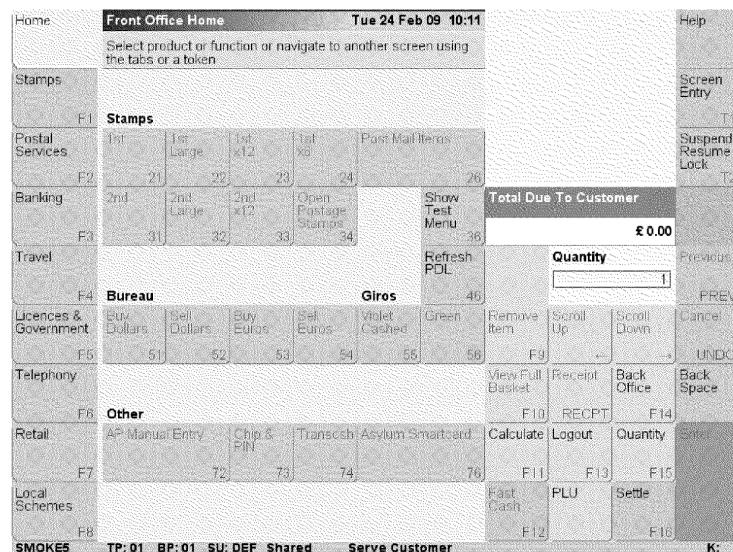 Home
Front Office Home Tue 24 Feb 09 10:11
Help
Select product or function or navigate to another screen using
the tabs or a token
Stamps
F1
Stamps
Screen
Entry
T1
Postal
Services
F2
1st
21
1st
Large
22
1st
x12
23
1st
x6
24
Post Mail Items
26
Suspend
Resume
Lock
T2
Banking
F3
2nd
31
2nd
Large
32
2nd
x12
33
Open
Postage
Stamps
34
Show
Test
Menu
36
Total Due To Customer
£ 0.00
Travel
F4
Bureau
Giros
Refresh
PDL
46
Quantity
1
Previous
PREV
Licences &
Government
F5
Buy
Dollars
51
Sell
Dollars
52
Buy
Euros
53
Sell
Euros
54
Violet
Cashed
55
Green
56
Remove
Item
F9
Scroll
Up
←
Scroll
Down
→
Cancel
UNDO
Telephony
F6
Other
View Full
Basket
F10
Receipt
RECPT
Back
Office
F14
Back
Space
Retail
F7
AP Manual Entry
72
Chip &
PIN
73
Transcsh
74
Asylum Smartcard
76
Calculate
F11
Logout
F13
Quantity
F15
Enter
Local
Schemes
F8
Fast
Cash
F12
PLU
Settle
F16
SMOKE5 TP: 01 BP: 01 SU: DEF Shared Serve Customer K: